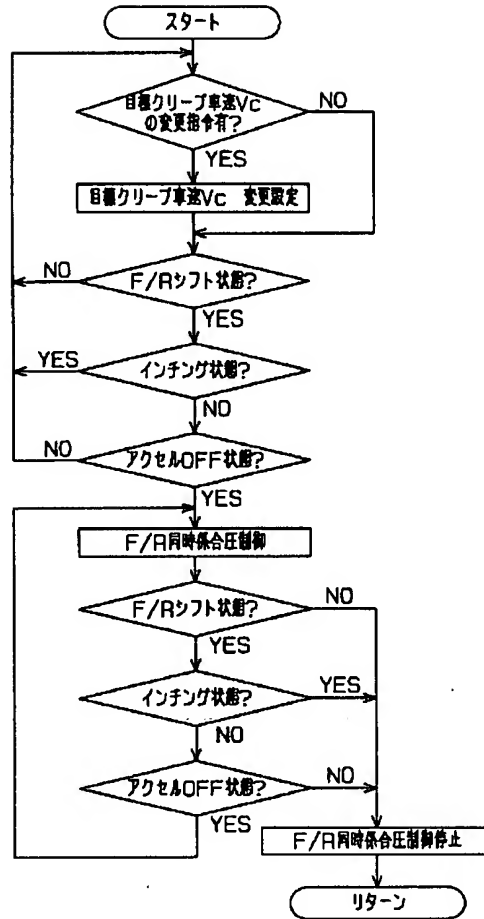 スタート
目標クリープ車速Vc
の変更指令有?
NO
YES
目標クリープ車速Vc 変更設定
NO
F/Rシフト状態?
YES
YES
インチング状態?
NO
NO
アクセルOFF状態?
YES
F/R同時係合圧制御
F/Rシフト状態?
NO
YES
インチング状態?
YES
NO
アクセルOFF状態?
NO
YES
F/R同時係合圧制御停止
リターン